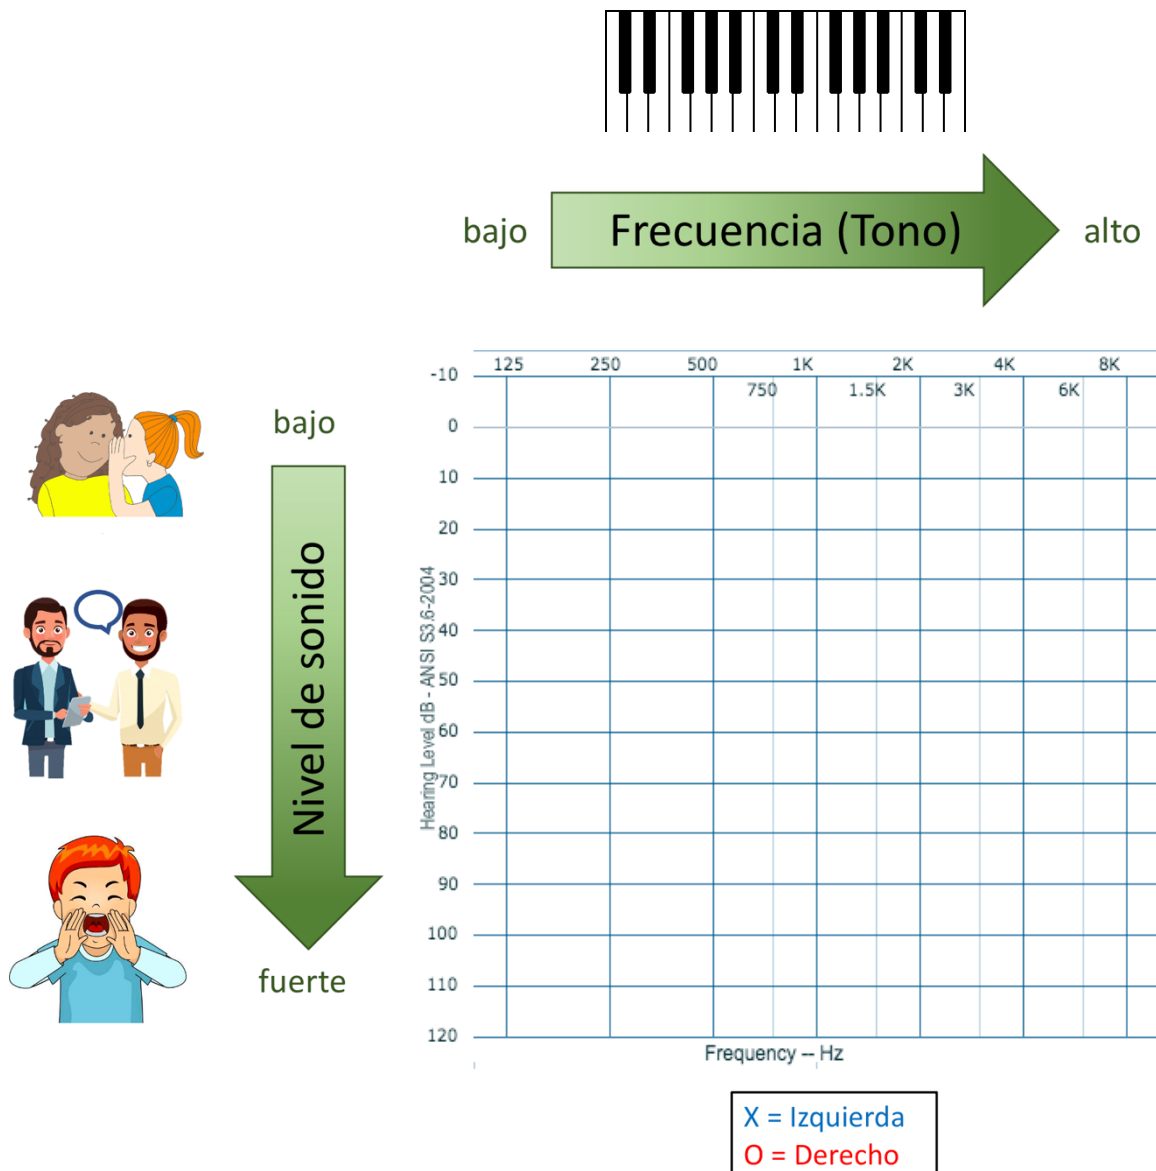 bajo Frecuencia (Tono) alto
125 250 500 1K 2K 4K 8K
-10
750 1.5K 3K 6K
bajo
0
10
20
30
40
50
60
70
80
90
100
110
120
Nivel de sonido
Hearing Level dB - ANSI S3.6-2004
fuerte
Frequency -- Hz
X = Izquierda
O = Derecho